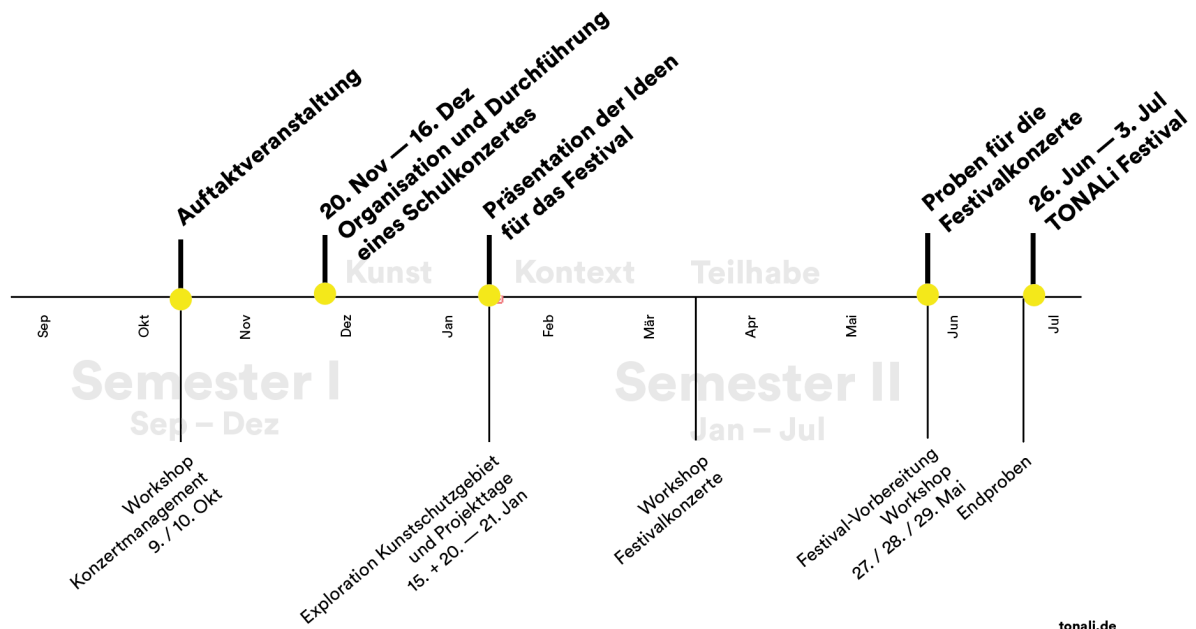 Auftaktveranstaltung
20. Nov — 16. Dez
Organisation und Durchführung
eines Schulkonzertes
Präsentation der Ideen
für das Festival
Proben für die
Festivalkonzerte
26. Jun — 3. Jul
TONALi Festival
Kunst
Kontext
Teilhabe
Sep
Okt
Nov
Dez
Jan
Feb
Mär
Apr
Mai
Jun
Jul
Semester I
Sep – Dez
Semester II
Jan – Jul
Workshop
Konzertmanagement
9. / 10. Okt
Exploration Kunstschutzgebiet
und Projekttage
15. + 20. — 21. Jan
Workshop
Festivalkonzerte
Festival-Vorbereitung
Workshop
27. / 28. / 29. Mai
Endproben
tonali.de